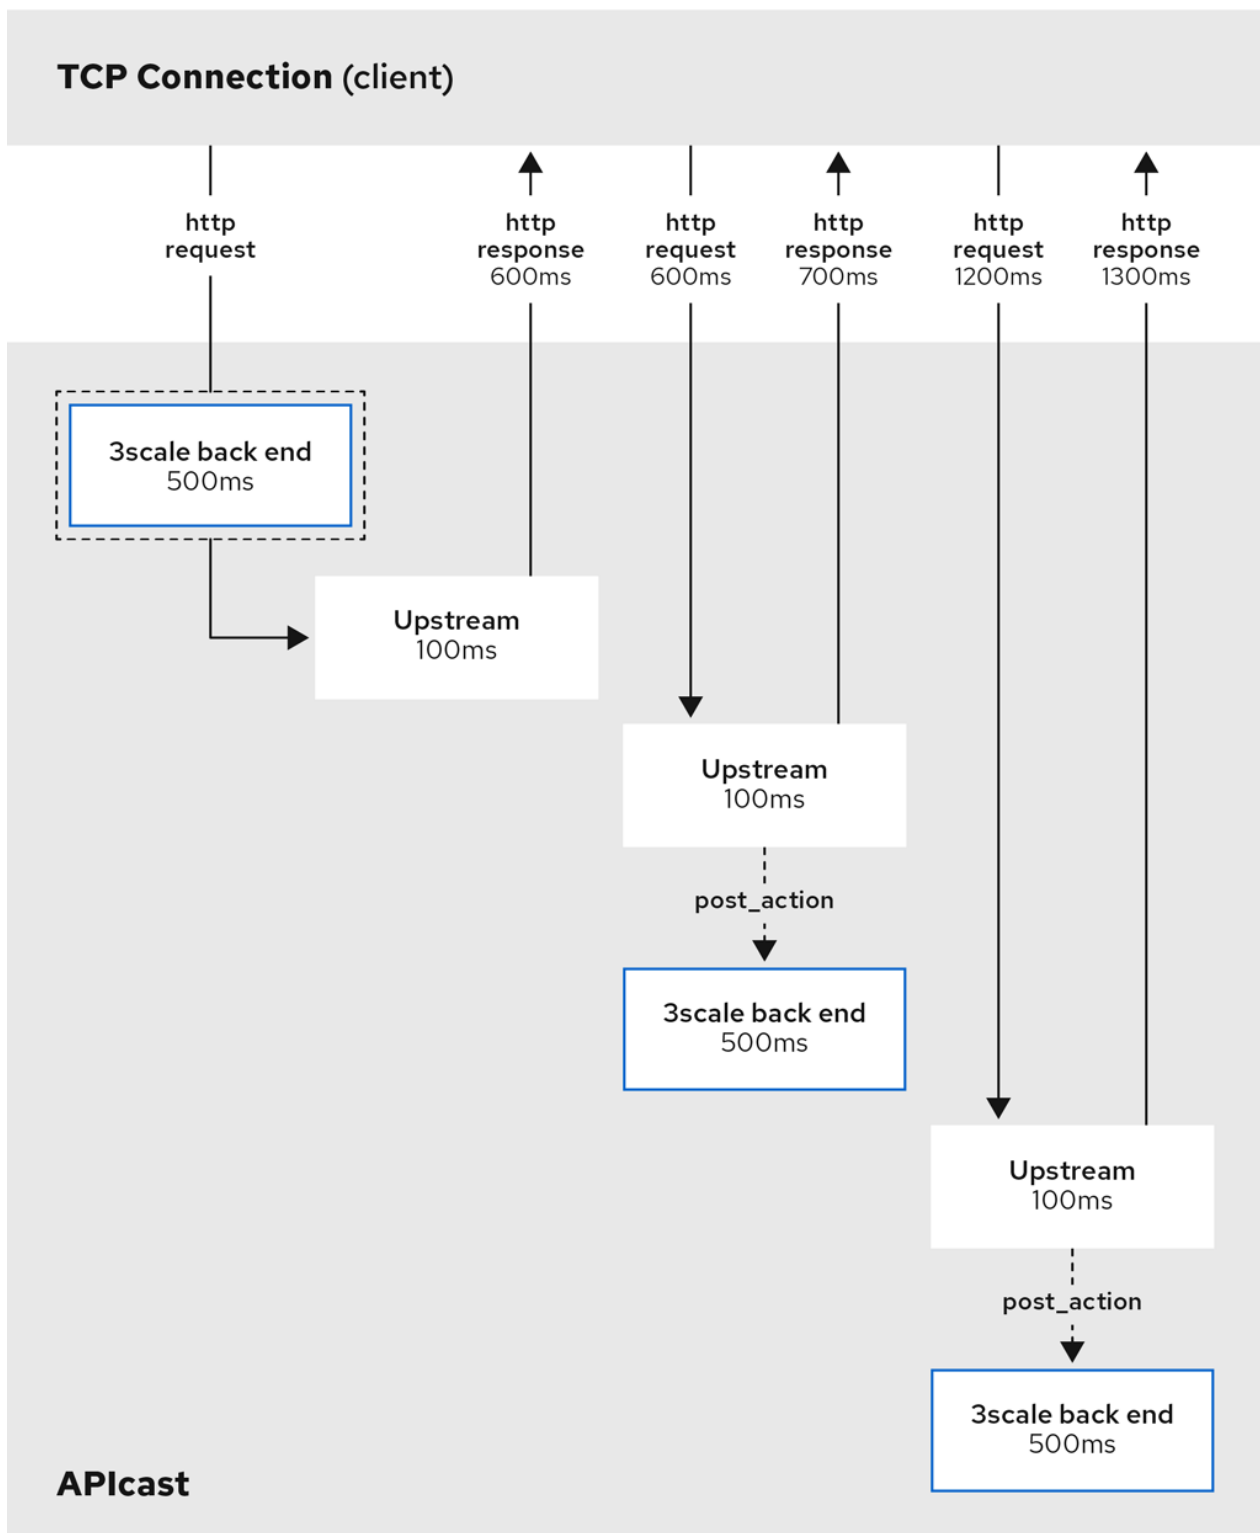 TCP Connection (client)
http
request
http
response
600ms
http
request
600ms
http
response
700ms
http
request
1200ms
http
response
1300ms
3scale back end
500ms
Upstream
100ms
Upstream
100ms
post_action
3scale back end
500ms
Upstream
100ms
post_action
3scale back end
500ms
APIcast